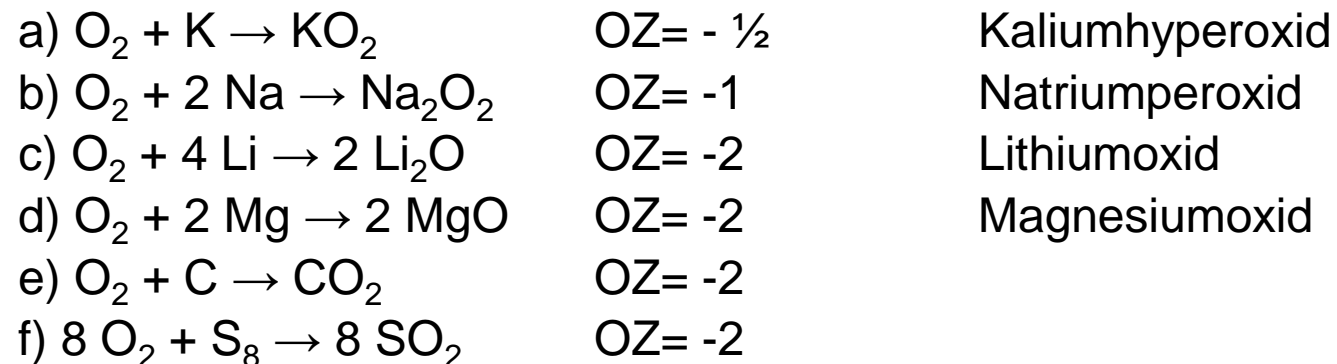 a) O₂ + K → KO₂ OZ= - ½ Kaliumhyperoxid
b) O₂ + 2 Na → Na₂O₂ OZ= -1 Natriumperoxid
c) O₂ + 4 Li → 2 Li₂O OZ= -2 Lithiumoxid
d) O₂ + 2 Mg → 2 MgO OZ= -2 Magnesiumoxid
e) O₂ + C → CO₂ OZ= -2
f) 8 O₂ + S₈ → 8 SO₂ OZ= -2